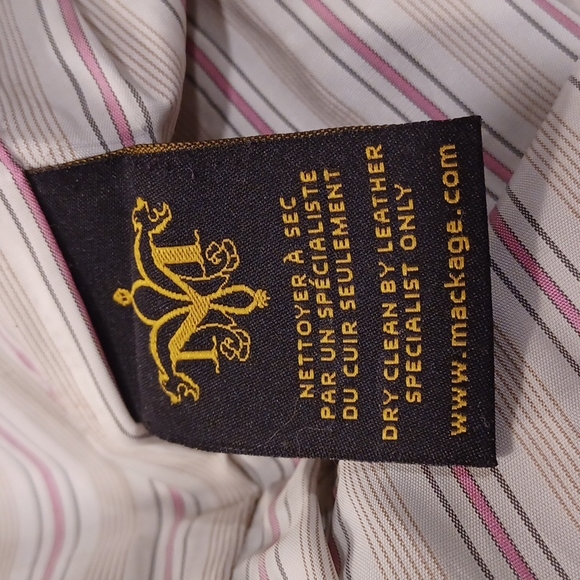 NETTOYER À SEC
PAR UN SPÉCIALISTE
DU CUIR SEULEMENT
DRY CLEAN BY LEATHER
SPECIALIST ONLY
www.mackage.com